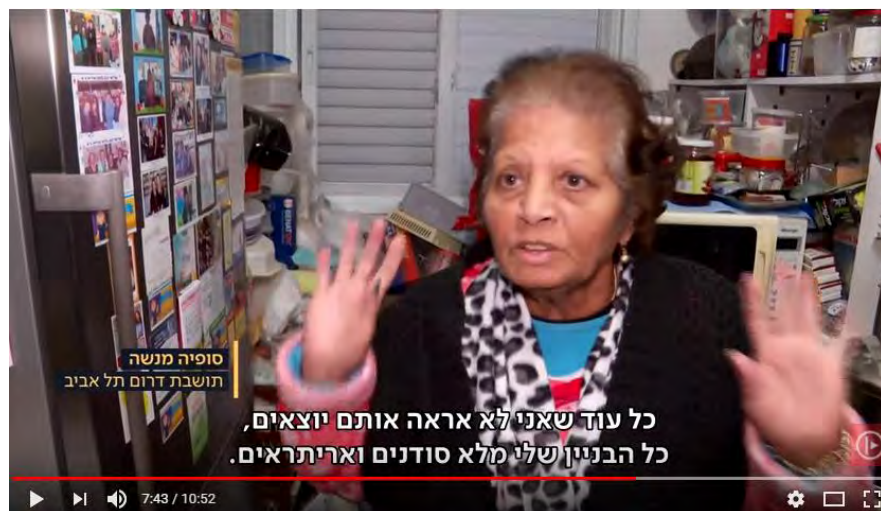 סופיה מנשה
תושבת דרום תל אביב
כל עוד שאני לא אראה אותם יוצאים,
כל הבניין שלי מלא סודנים ואריתראים.
7:43 / 10:52